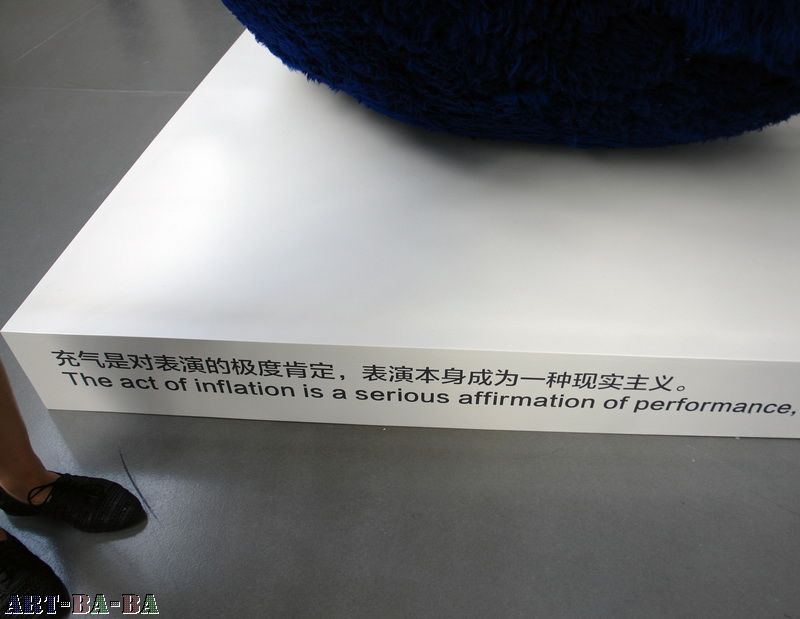 充气是对表演的极度肯定，表演本身成为一种现实主义。
The act of inflation is a serious affirmation of performance,
ART-BA-BA